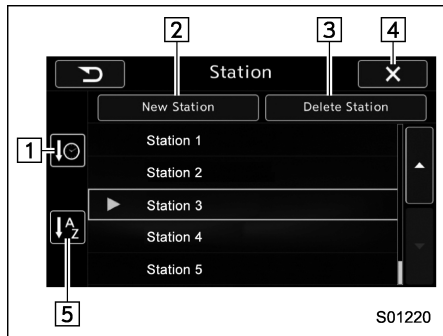 2
3
4
Station
New Station
Delete Station
1
Station 1
Station 2
Station 3
Station 4
Station 5
A
Z
5
S01220